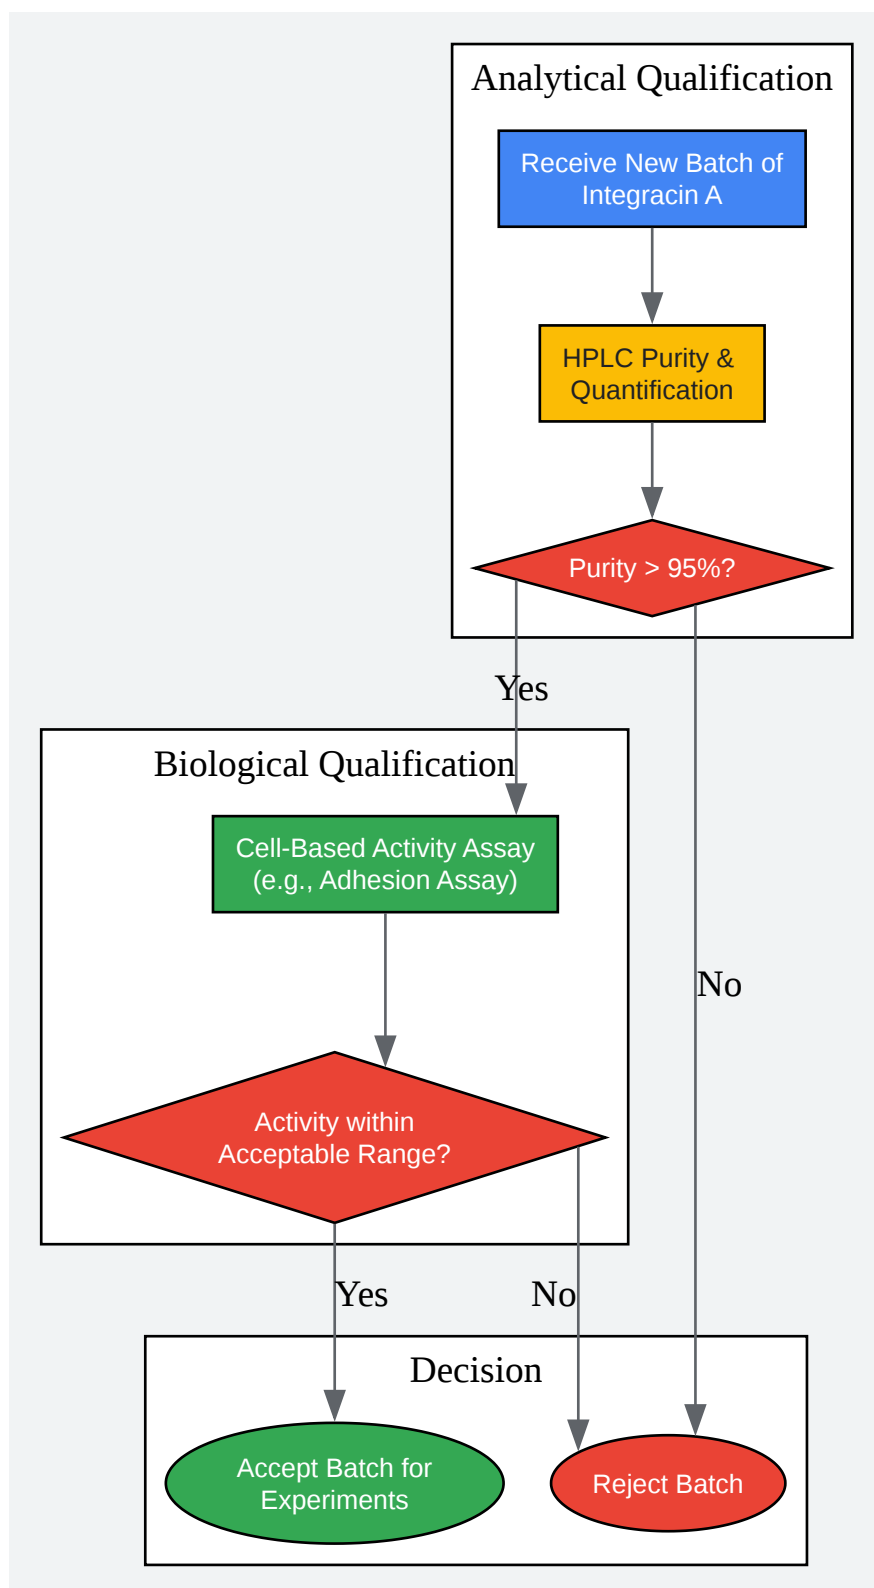 Analytical Qualification
Receive New Batch of
Integracin A
HPLC Purity &
Quantification
Purity > 95%?
Yes
Biological Qualification
Cell-Based Activity Assay
(e.g., Adhesion Assay)
No
Activity within
Acceptable Range?
Yes
No
Decision
Accept Batch for
Experiments
Reject Batch